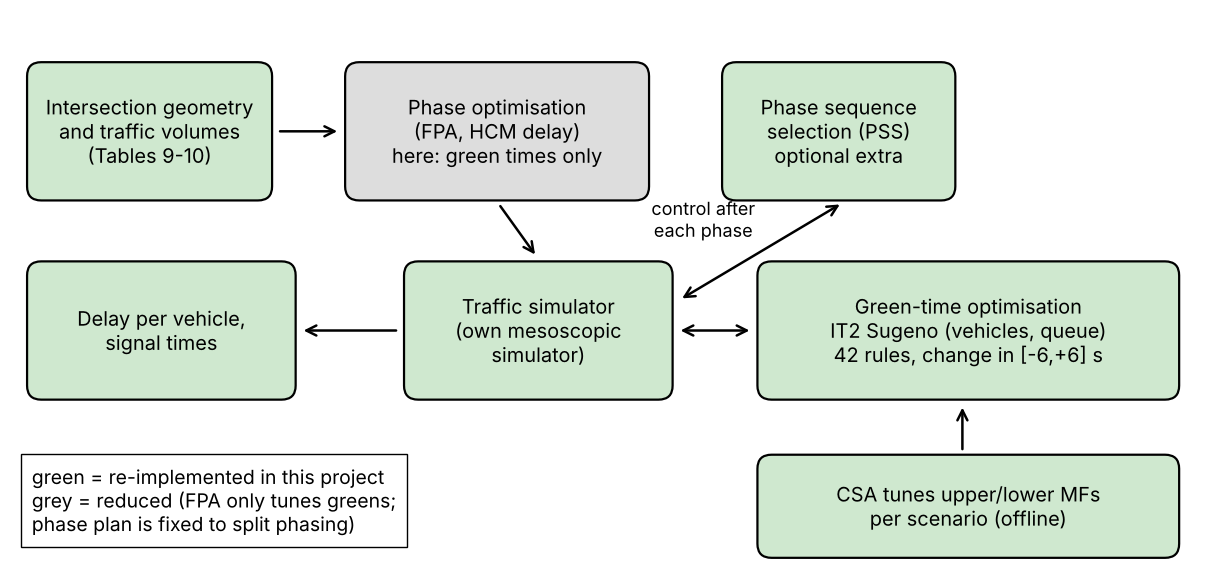 Intersection geometry
and traffic volumes
(Tables 9-10)
Phase optimisation
(FPA, HCM delay)
here: green times only
Phase sequence
selection (PSS)
optional extra
control after
each phase
Delay per vehicle,
signal times
Traffic simulator
(own mesoscopic
simulator)
Green-time optimisation
IT2 Sugeno (vehicles, queue)
42 rules, change in [-6,+6] s
green = re-implemented in this project
grey = reduced (FPA only tunes greens;
phase plan is fixed to split phasing)
CSA tunes upper/lower MFs
per scenario (offline)